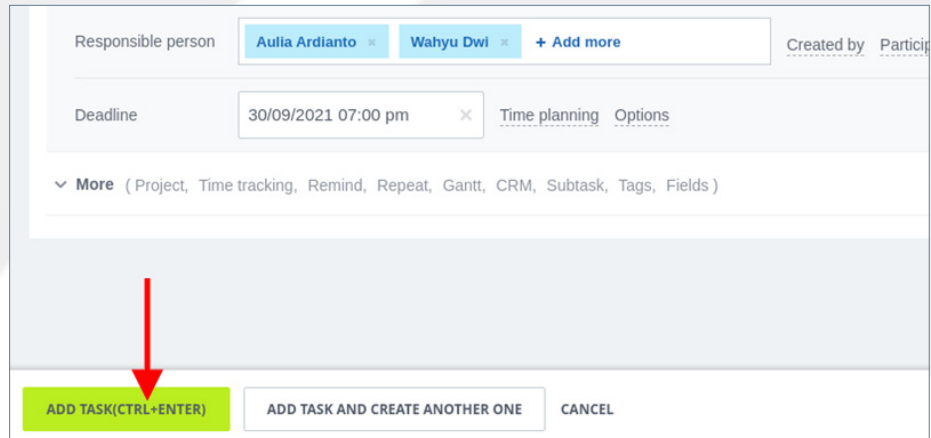 Responsible person Aulia Ardianto × Wahyu Dwi × + Add more Created by
Deadline 30/09/2021 07:00 pm × Time planning Options
More ( Project, Time tracking, Remind, Repeat, Gantt, CRM, Subtask, Tags, Fields )
ADD TASK(CTRL+ENTER) ADD TASK AND CREATE ANOTHER ONE CANCEL